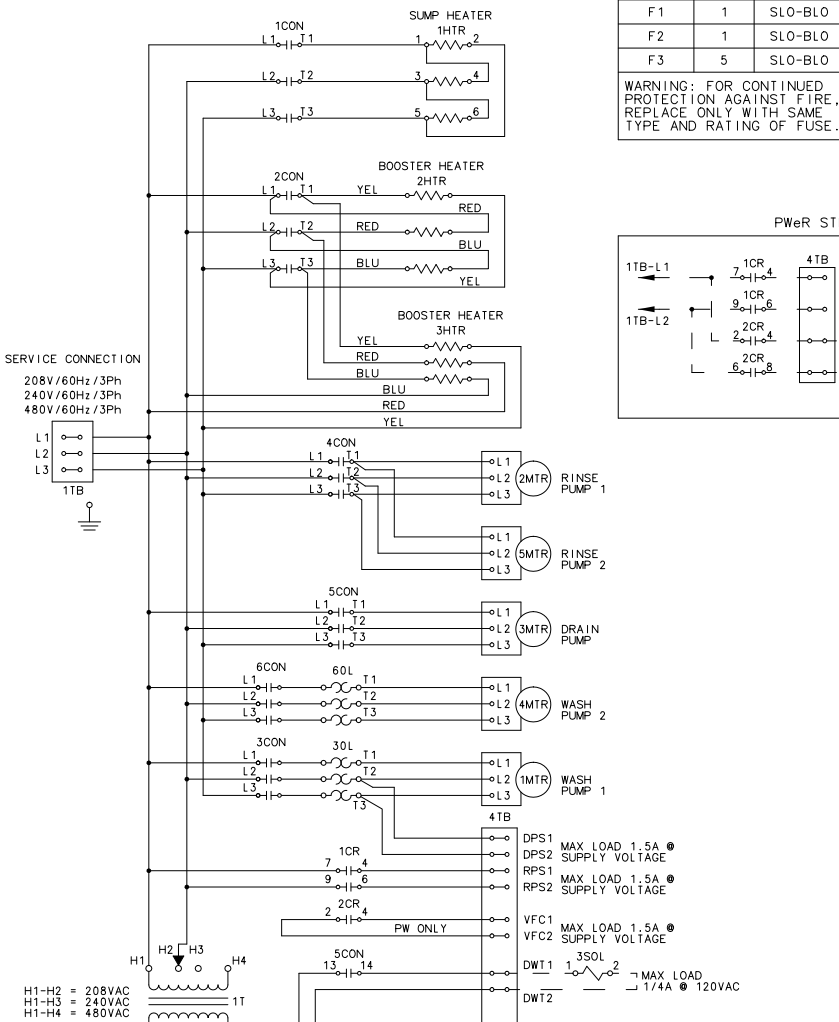 F1 1 SLO-BLO
F2 1 SLO-BLO
F3 5 SLO-BLO
WARNING: FOR CONTINUED
PROTECTION AGAINST FIRE,
REPLACE ONLY WITH SAME
TYPE AND RATING OF FUSE.
SUMP HEATER
1CON 1HTR
L1 T1 1 2
L2 T2 3 4
L3 T3 5 6
BOOSTER HEATER
2CON 2HTR
L1 T1 YEL
RED
L2 T2 RED
BLU
L3 T3 BLU
YEL
PWeR ST
1TB-L1 1CR 4TB
7 4
1CR
1TB-L2 9 6
2CR
2 4
2CR
6 8
BOOSTER HEATER
3HTR
YEL
RED
BLU
BLU
RED
YEL
SERVICE CONNECTION
208V/60Hz/3Ph
240V/60Hz/3Ph
480V/60Hz/3Ph
L1
L2
L3
1TB
4CON
L1 T1 L1
L2 T2 L2 2MTR RINSE
L3 T3 L3 PUMP 1
L1
L2 5MTR RINSE
L3 PUMP 2
5CON
L1 T1 L1
L2 T2 L2 3MTR DRAIN
L3 T3 L3 PUMP
6CON 60L
L1 T1 L1
L2 T2 L2 4MTR WASH
L3 T3 L3 PUMP 2
3CON 30L
L1 T1 L1
L2 T2 L2 1MTR WASH
L3 T3 L3 PUMP 1
4TB
DPS1 MAX LOAD 1.5A @
DPS2 SUPPLY VOLTAGE
1CR
7 4 RPS1 MAX LOAD 1.5A @
9 6 RPS2 SUPPLY VOLTAGE
2CR
2 4 VFC1 MAX LOAD 1.5A @
PW ONLY VFC2 SUPPLY VOLTAGE
5CON 3SOL
13 14 DWT1 1 2 MAX LOAD
DWT2 1/4A @ 120VAC
H1 H2 H3 H4
1T
H1-H2 = 208VAC
H1-H3 = 240VAC
H1-H4 = 480VAC